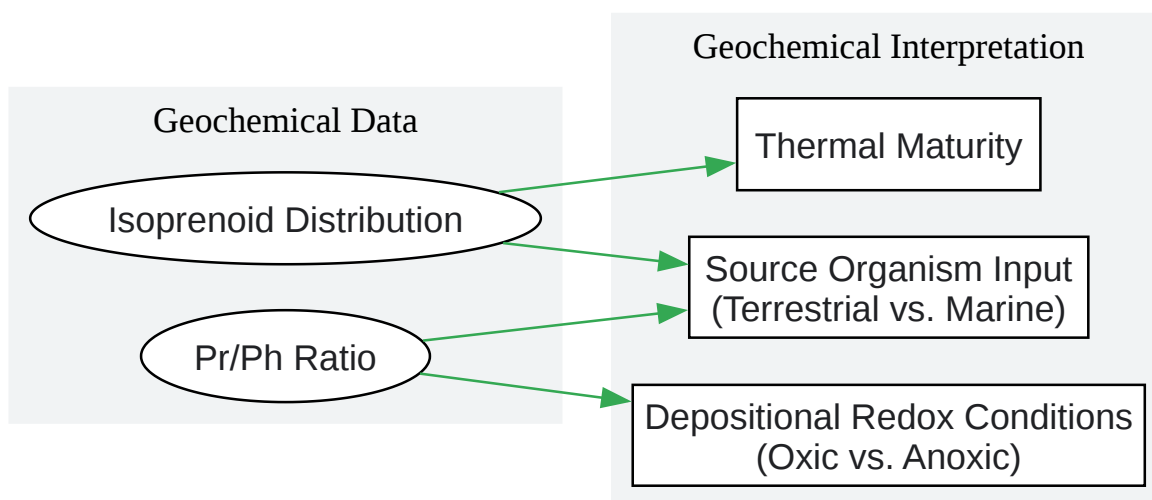 Geochemical Data
Isoprenoid Distribution
Pr/Ph Ratio
Geochemical Interpretation
Thermal Maturity
Source Organism Input
(Terrestrial vs. Marine)
Depositional Redox Conditions
(Oxic vs. Anoxic)